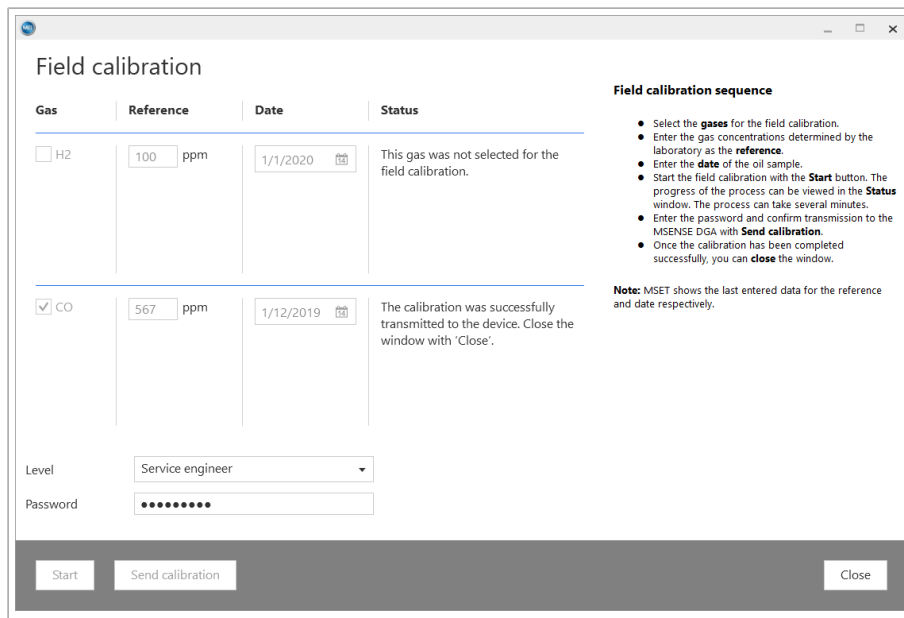 Field calibration
Gas Reference Date Status
H2 100 ppm 1/1/2020 14 This gas was not selected for the
field calibration.
CO 567 ppm 1/12/2019 14 The calibration was successfully
transmitted to the device. Close the
window with ‘Close’.
Level Service engineer
Password •••••••••
Start Send calibration Close
Field calibration sequence
• Select the gases for the field calibration.
• Enter the gas concentrations determined by the
laboratory as the reference.
• Enter the date of the oil sample.
• Start the field calibration with the Start button. The
progress of the process can be viewed in the Status
window. The process can take several minutes.
• Enter the password and confirm transmission to the
MSENSE DGA with Send calibration.
• Once the calibration has been completed
successfully, you can close the window.
Note: MSET shows the last entered data for the reference
and date respectively.